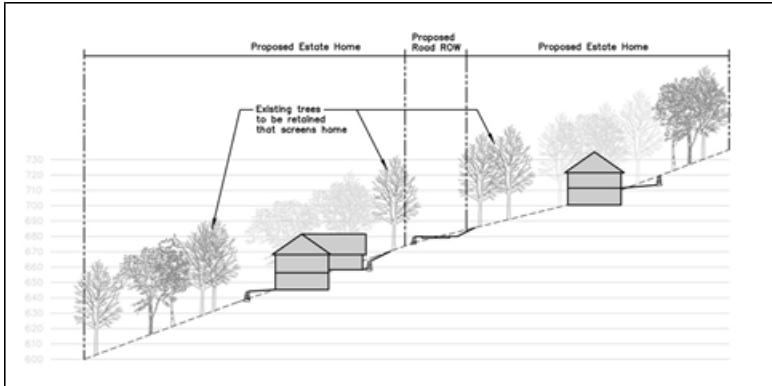 Proposed Estate Home
Proposed
Road ROW
Proposed Estate Home
Existing trees
to be retained
that screens home
730
720
710
700
690
680
670
660
650
640
630
620
610
600